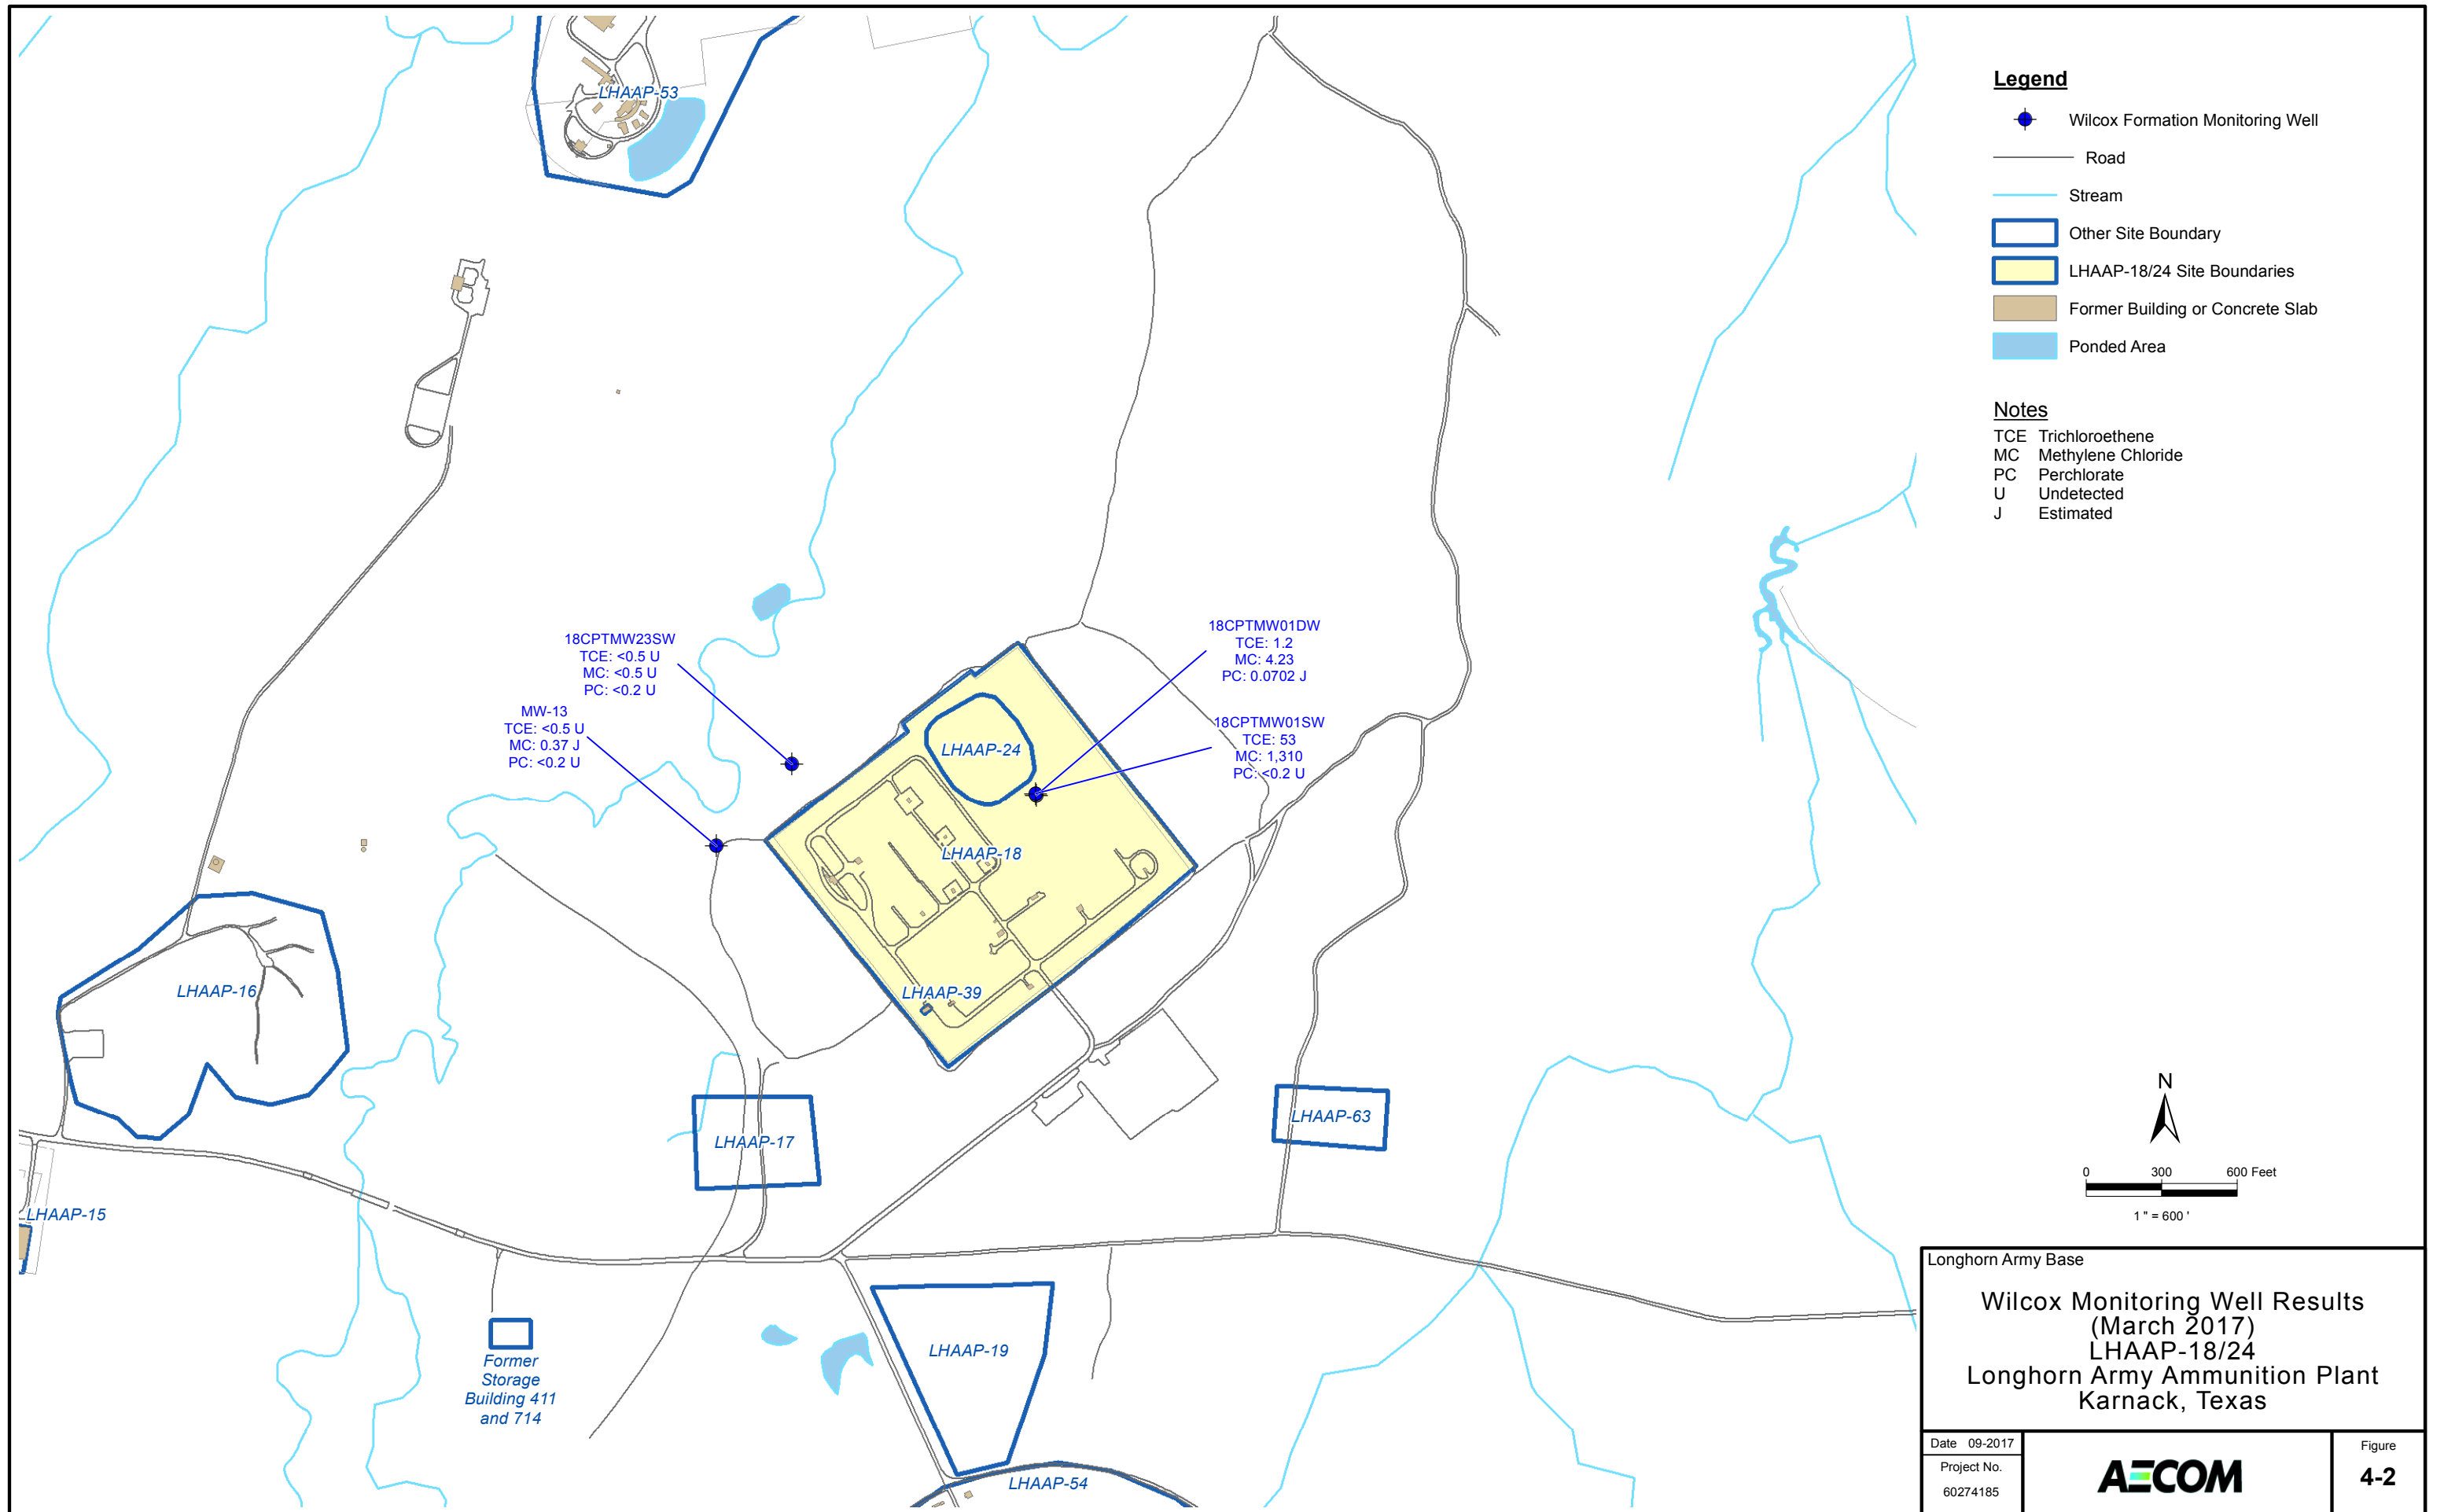 LHAAP-53
18CPTMW23SW
TCE: <0.5 U
MC: <0.5 U
PC: <0.2 U
MW-13
TCE: <0.5 U
MC: 0.37 J
PC: <0.2 U
18CPTMW01DW
TCE: 1.2
MC: 4.23
PC: 0.0702 J
18CPTMW01SW
TCE: 53
MC: 1,310
PC: <0.2 U
LHAAP-24
LHAAP-18
LHAAP-39
LHAAP-16
LHAAP-17
LHAAP-63
LHAAP-15
LHAAP-19
Former
Storage
Building 411
and 714
LHAAP-54
Legend
Wilcox Formation Monitoring Well
Road
Stream
Other Site Boundary
LHAAP-18/24 Site Boundaries
Former Building or Concrete Slab
Ponded Area
Notes
TCE Trichloroethene
MC Methylene Chloride
PC Perchlorate
U Undetected
J Estimated
N
0 300 600 Feet
1 " = 600 '
Longhorn Army Base
Wilcox Monitoring Well Results
(March 2017)
LHAAP-18/24
Longhorn Army Ammunition Plant
Karnack, Texas
Date 09-2017
Project No.
60274185
AECOM
Figure
4-2